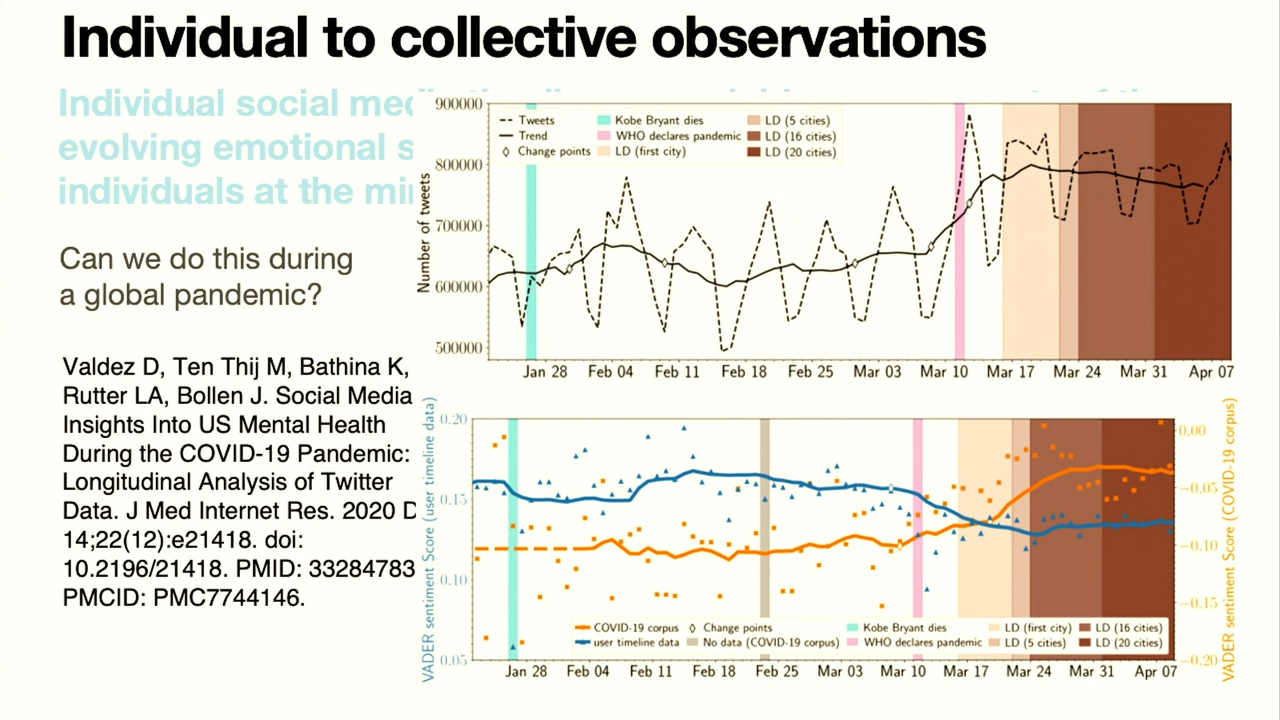 Individual to collective observations
Individual social
evolving emotional
individuals at the
Can we do this during
a global pandemic?
Valdez D, Ten Thij M, Bathina K,
Rutter LA, Bollen J. Social Media
Insights Into US Mental Health
During the COVID-19 Pandemic:
Longitudinal Analysis of Twitter
Data. J Med Internet Res. 2020 D
14;22(12):e21418. doi:
10.2196/21418. PMID: 33284783
PMCID: PMC7744146.
Number of tweets
900000
800000
700000
600000
500000
Tweets
Trend
Change points
Kobe Bryant dies
WHO declares pandemic
LD (first city)
LD (5 cities)
LD (16 cities)
LD (20 cities)
Jan 28 Feb 04 Feb 11 Feb 18 Feb 25 Mar 03 Mar 10 Mar 17 Mar 24 Mar 31 Apr 07
VADER sentiment Score (user timeline data)
0.20
0.15
0.10
0.05
VADER sentiment Score (COVID-19 corpus)
0.00
−0.05
−0.10
−0.15
−0.20
COVID-19 corpus
user timeline data
Change points
No data (COVID-19 corpus)
Kobe Bryant dies
WHO declares pandemic
LD (first city)
LD (5 cities)
LD (16 cities)
LD (20 cities)
Jan 28 Feb 04 Feb 11 Feb 18 Feb 25 Mar 03 Mar 10 Mar 17 Mar 24 Mar 31 Apr 07